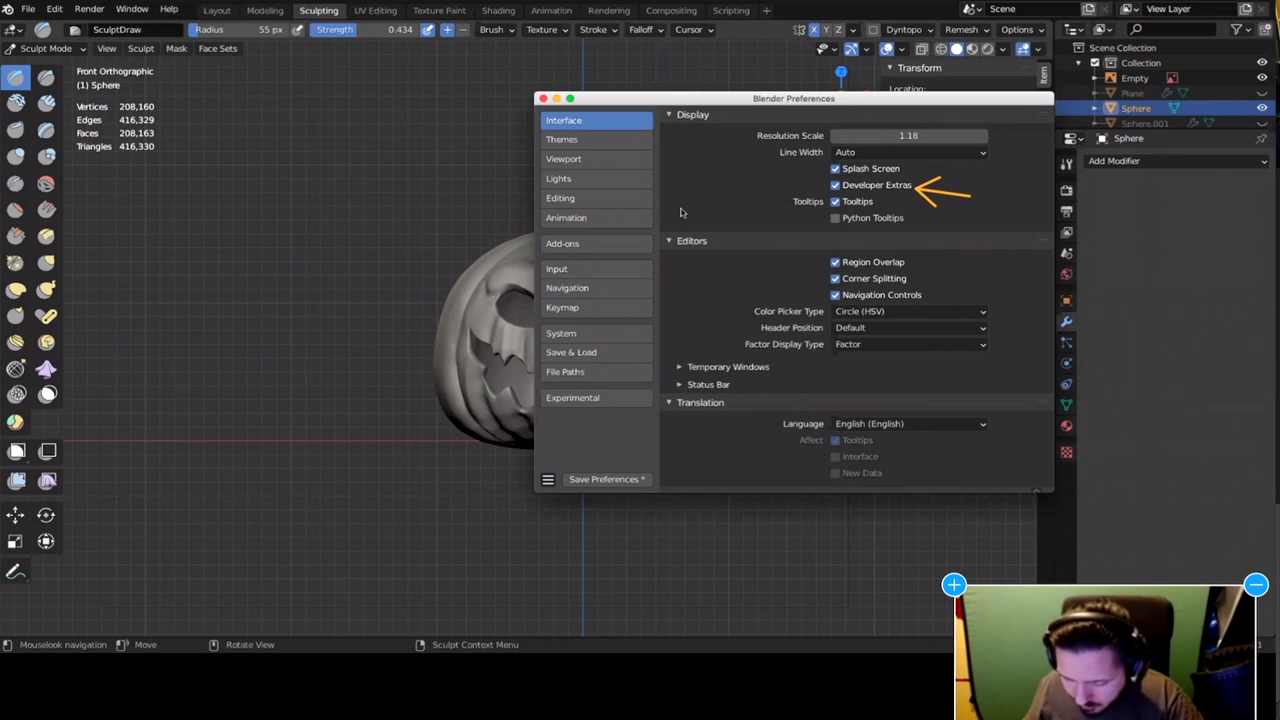 File Edit Render Window Help Layout Modeling Sculpting UV Editing Texture Paint Shading Animation Rendering Compositing Scripting + Scene View Layer
SculptDraw Radius 55 px Strength 0.434 Brush Texture Stroke Falloff Cursor X Y Z Dyntopo Remesh Options
Sculpt Mode View Sculpt Mask Face Sets
Front Orthographic
(1) Sphere
Vertices 208,160
Edges 416,329
Faces 208,163
Triangles 416,330
Z
Transform
Location:
Item
Scene Collection
Collection
Empty
Plane
Sphere
Sphere.001
Sphere
Add Modifier
Blender Preferences
Interface
Themes
Viewport
Lights
Editing
Animation
Add-ons
Input
Navigation
Keymap
System
Save & Load
File Paths
Experimental
Save Preferences *
Display
Resolution Scale 1.18
Line Width Auto
Splash Screen
Developer Extras
Tooltips Tooltips
Python Tooltips
Editors
Region Overlap
Corner Splitting
Navigation Controls
Color Picker Type Circle (HSV)
Header Position Default
Factor Display Type Factor
Temporary Windows
Status Bar
Translation
Language English (English)
Affect Tooltips
Interface
New Data
Mouselook navigation Move Rotate View Sculpt Context Menu